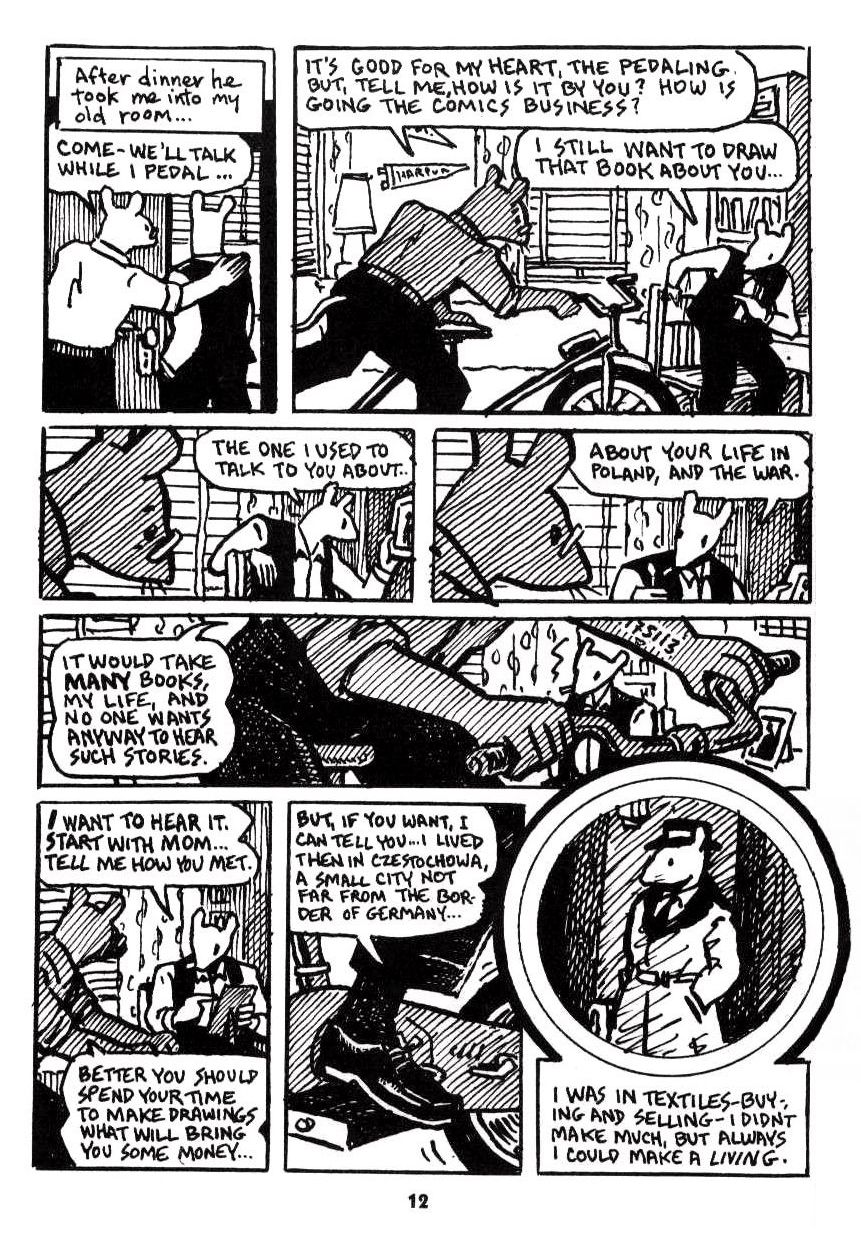 After dinner he
took me into my
old room...
COME-WE'LL TALK
WHILE I PEDAL ...
IT'S GOOD FOR MY HEART, THE PEDALING.
BUT, TELL ME, HOW IS IT BY YOU? HOW IS
GOING THE COMICS BUSINESS?
I STILL WANT TO DRAW
THAT BOOK ABOUT YOU...
HARPUR
THE ONE I USED TO
TALK TO YOU ABOUT..
ABOUT YOUR LIFE IN
POLAND, AND THE WAR.
IT WOULD TAKE
MANY BOOKS,
MY LIFE, AND
NO ONE WANTS
ANYWAY TO HEAR
SUCH STORIES.
175113
I WANT TO HEAR IT.
START WITH MOM...
TELL ME HOW YOU MET.
BETTER YOU SHOULD
SPEND YOUR TIME
TO MAKE DRAWINGS
WHAT WILL BRING
YOU SOME MONEY...
BUT, IF YOU WANT, I
CAN TELL YOU...I LIVED
THEN IN CZESTOCHOWA,
A SMALL CITY NOT
FAR FROM THE BOR-
DER OF GERMANY...
I WAS IN TEXTILES-BUY-
ING AND SELLING-I DIDN'T
MAKE MUCH, BUT ALWAYS
I COULD MAKE A LIVING.
12